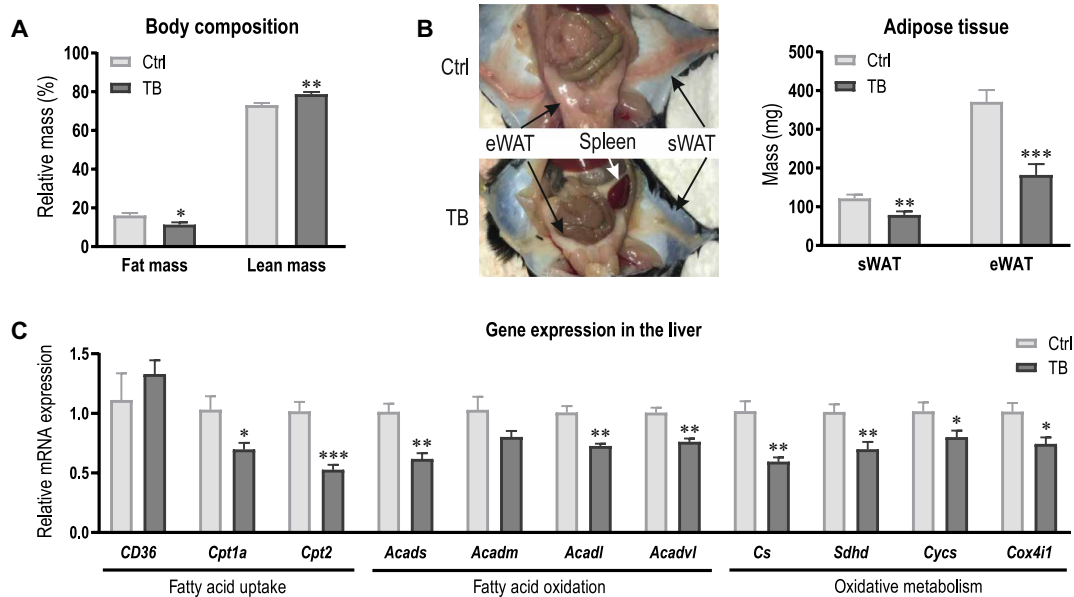 A
Body composition
Relative mass (%)
100
80
60
40
20
0
Ctrl
TB
*
**
Fat mass
Lean mass
B
Ctrl
eWAT
Spleen
sWAT
TB
Adipose tissue
Mass (mg)
500
400
300
200
100
0
Ctrl
TB
**
***
sWAT
eWAT
C
Gene expression in the liver
Ctrl
TB
Relative mRNA expression
1.5
1.0
0.5
0.0
*
***
**
**
**
**
**
*
*
CD36
Cpt1a
Cpt2
Acads
Acadm
Acadl
Acadvl
Cs
Sdhd
Cycs
Cox4i1
Fatty acid uptake
Fatty acid oxidation
Oxidative metabolism